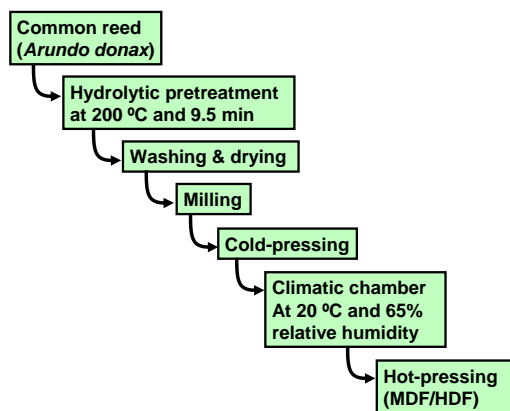 Common reed
(Arundo donax)
Hydrolytic pretreatment
at 200 ºC and 9.5 min
Washing & drying
Milling
Cold-pressing
Climatic chamber
At 20 ºC and 65%
relative humidity
Hot-pressing
(MDF/HDF)